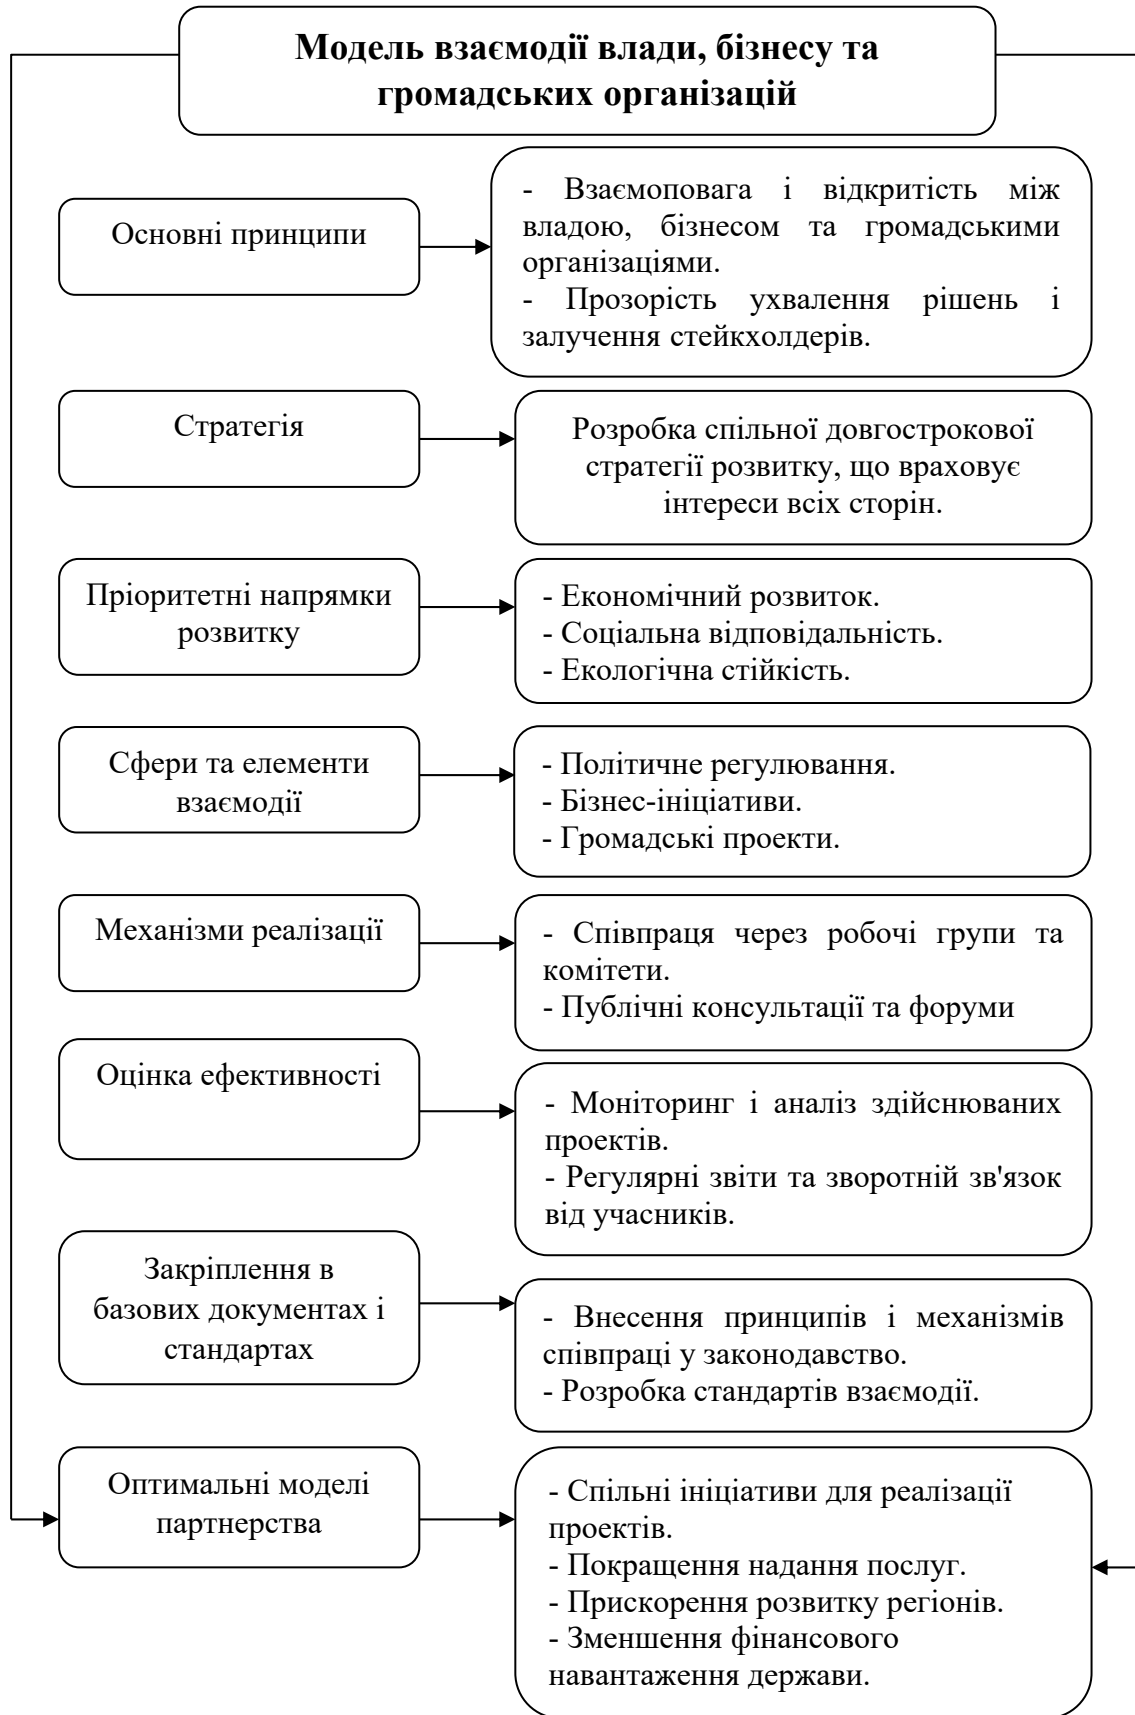 Модель взаємодії влади, бізнесу та
громадських організацій
Основні принципи
- Взаємоповага і відкритість між
владою, бізнесом та громадськими
організаціями.
- Прозорість ухвалення рішень і
залучення стейкхолдерів.
Стратегія
Розробка спільної довгострокової
стратегії розвитку, що враховує
інтереси всіх сторін.
Пріоритетні напрямки
розвитку
- Економічний розвиток.
- Соціальна відповідальність.
- Екологічна стійкість.
Сфери та елементи
взаємодії
- Політичне регулювання.
- Бізнес-ініціативи.
- Громадські проекти.
Механізми реалізації
- Співпраця через робочі групи та
комітети.
- Публічні консультації та форуми
Оцінка ефективності
- Моніторинг і аналіз здійснюваних
проектів.
- Регулярні звіти та зворотній зв'язок
від учасників.
Закріплення в
базових документах і
стандартах
- Внесення принципів і механізмів
співпраці у законодавство.
- Розробка стандартів взаємодії.
Оптимальні моделі
партнерства
- Спільні ініціативи для реалізації
проектів.
- Покращення надання послуг.
- Прискорення розвитку регіонів.
- Зменшення фінансового
навантаження держави.